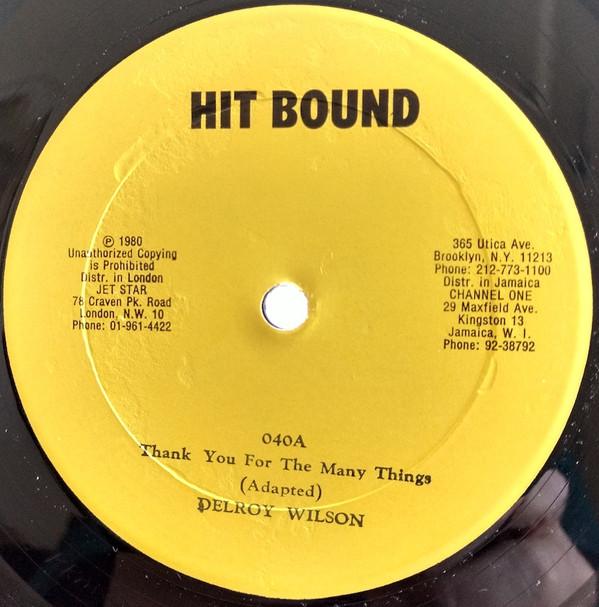 HIT BOUND
℗ 1980
Unauthorized Copying
is Prohibited
Distr. in London
JET STAR
78 Craven Pk. Road
London, N.W. 10
Phone: 01-961-4422
365 Utica Ave.
Brooklyn, N.Y. 11213
Phone: 212-773-1100
Distr. in Jamaica
CHANNEL ONE
29 Maxfield Ave.
Kingston 13
Jamaica, W. I.
Phone: 92-38792
040A
Thank You For The Many Things
(Adapted)
DELROY WILSON